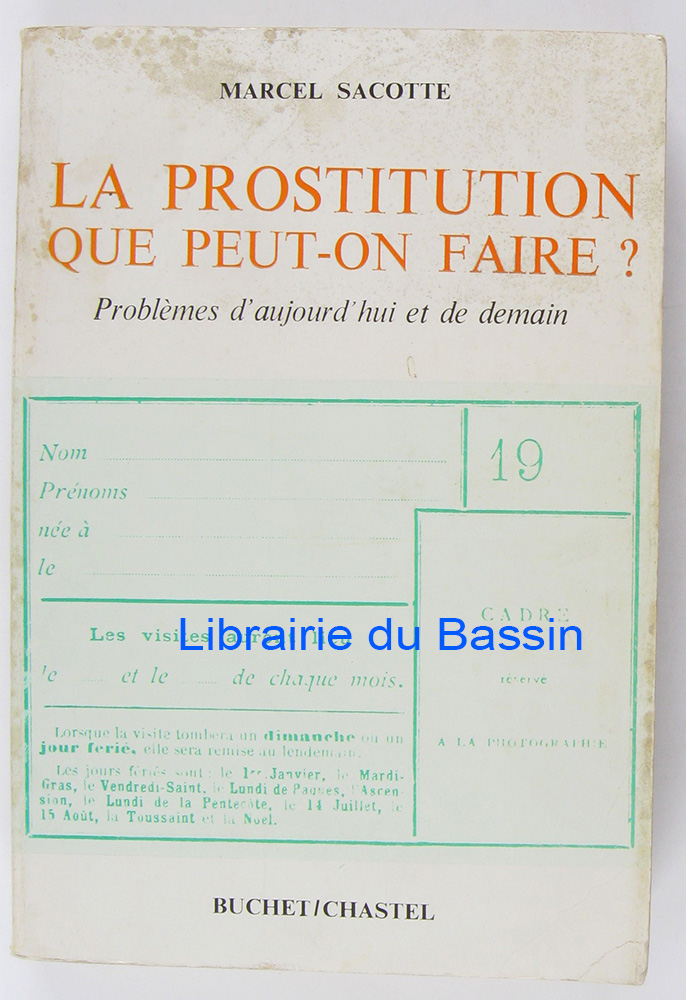 MARCEL SACOTTE
LA PROSTITUTION
QUE PEUT-ON FAIRE ?
Problèmes d'aujourd'hui et de demain
Nom
19
Prénoms
née à
le
CADRE
réservé
A LA PHOTOGRAPHIE
Les visites auront lieu
le et le de chaque mois.
Lorsque la visite tombera un dimanche ou un
jour ferié, elle sera remise au lendemain.
Les jours fériés sont : le 1er Janvier, le Mardi-
Gras, le Vendredi-Saint, le Lundi de Paques, l'Ascen-
sion, le Lundi de la Pentecôte, le 14 Juillet, le
15 Août, la Toussaint et la Noël.
Librairie du Bassin
BUCHET/CHASTEL